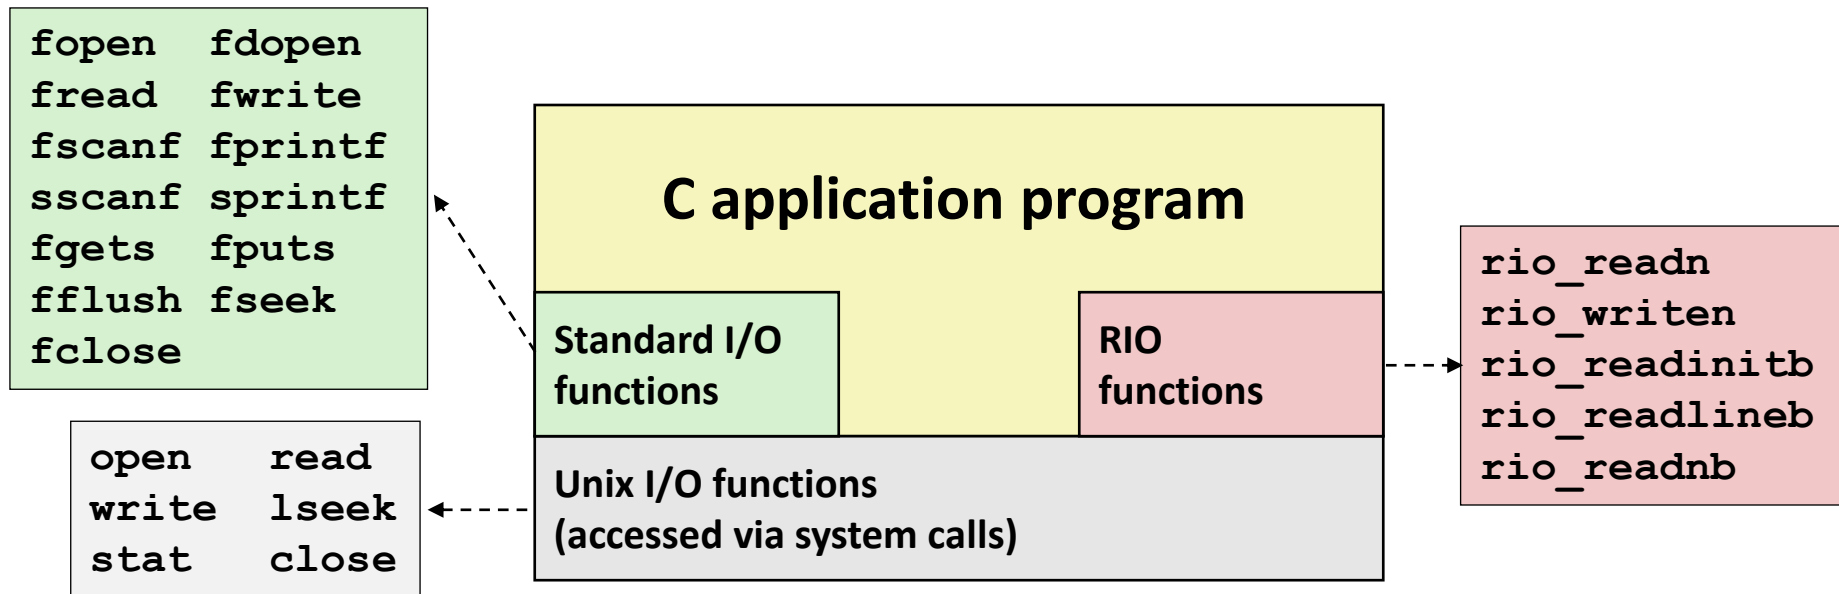 fopen fdopen
fread fwrite
fscanf fprintf
sscanf sprintf
fgets fputs
fflush fseek
fclose
C application program
Standard I/O
functions
RIO
functions
rio_readn
rio_writen
rio_readinitb
rio_readlineb
rio_readnb
open read
write lseek
stat close
Unix I/O functions
(accessed via system calls)